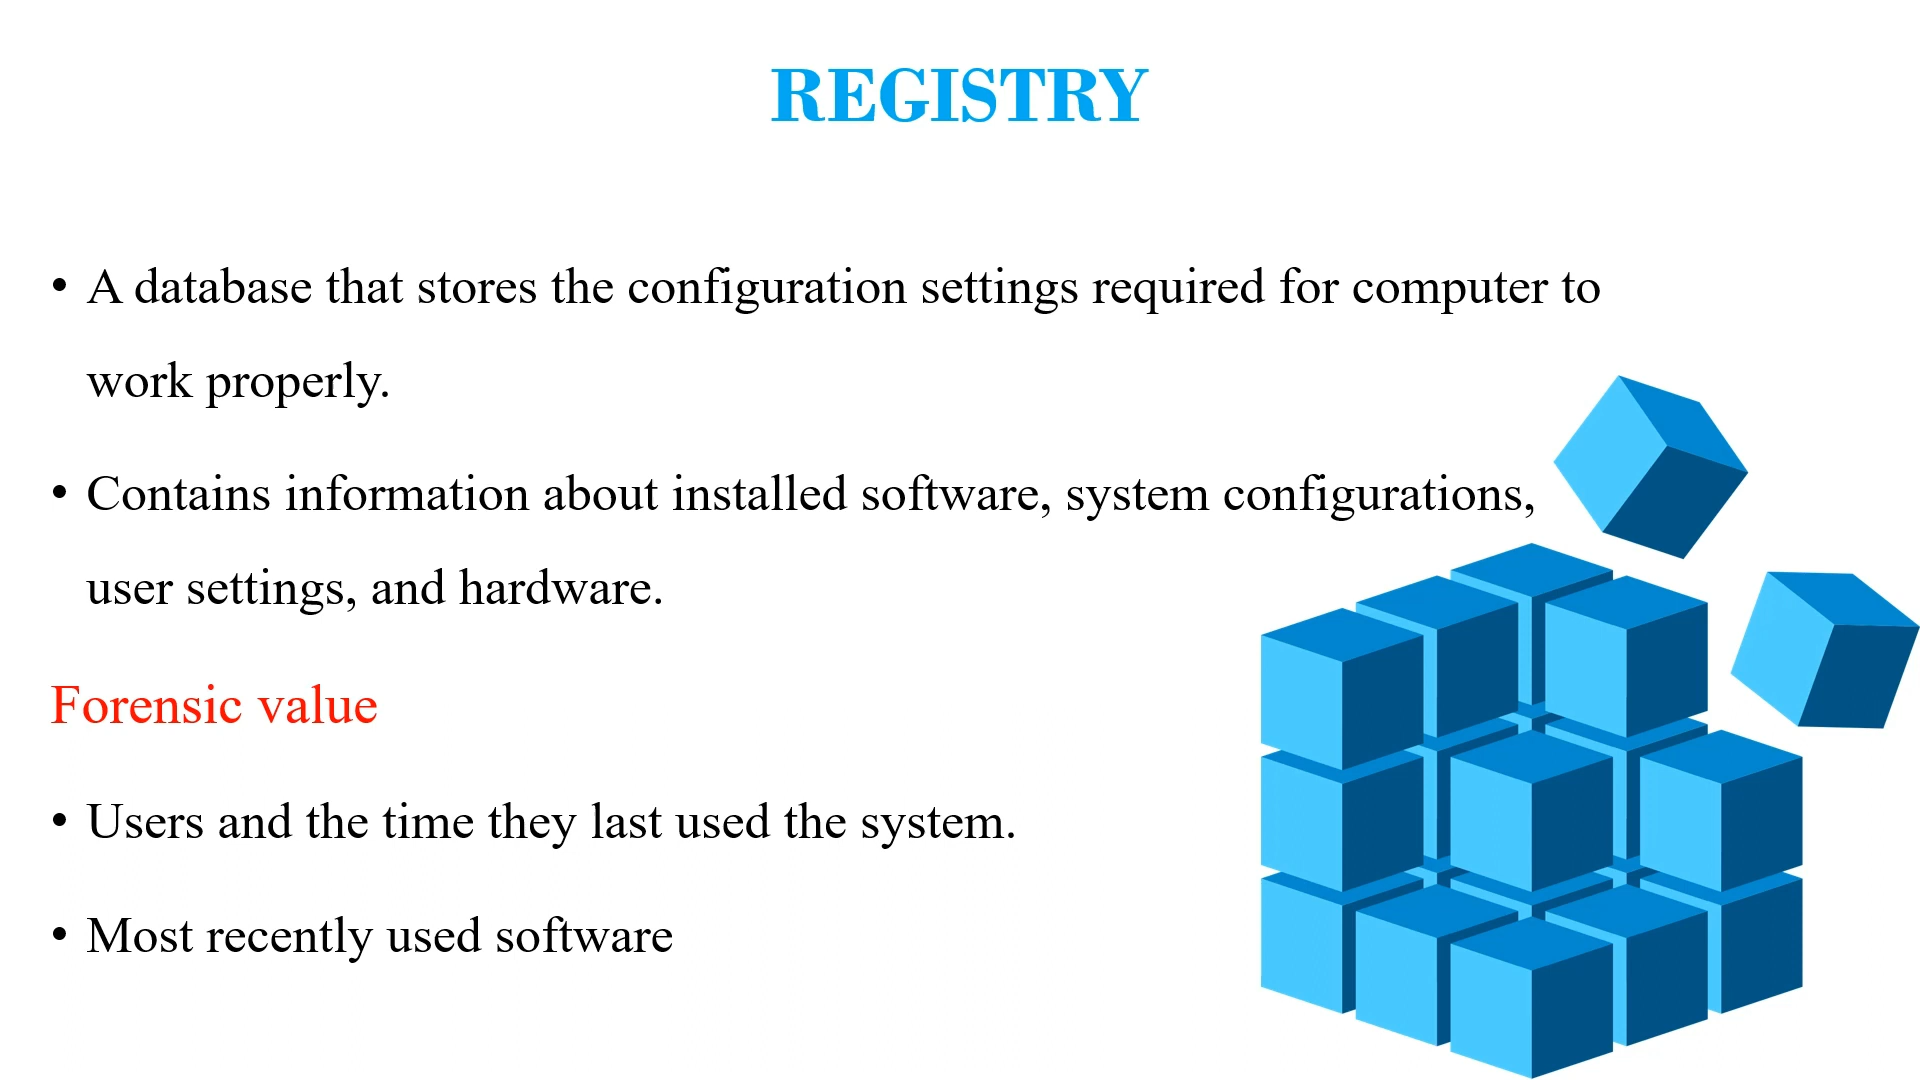 REGISTRY
• A database that stores the configuration settings required for computer to
work properly.
• Contains information about installed software, system configurations,
user settings, and hardware.
Forensic value
• Users and the time they last used the system.
• Most recently used software